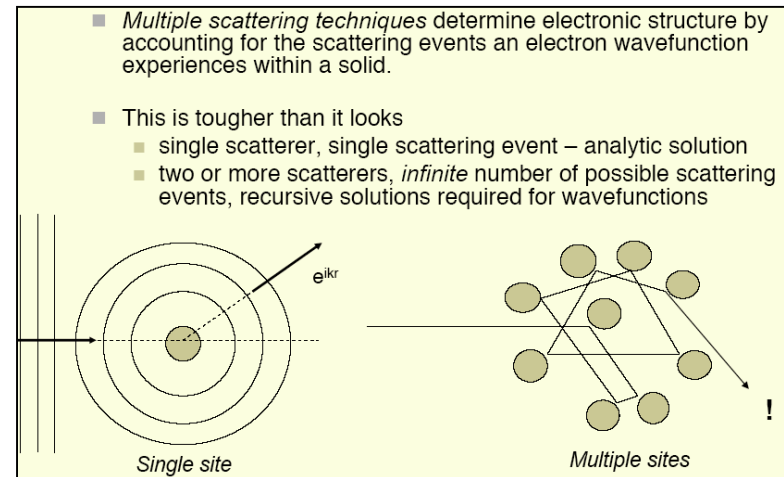 Multiple scattering techniques determine electronic structure by
accounting for the scattering events an electron wavefunction
experiences within a solid.
This is tougher than it looks
single scatterer, single scattering event – analytic solution
two or more scatterers, infinite number of possible scattering
events, recursive solutions required for wavefunctions
e^ikr
!
Single site
Multiple sites